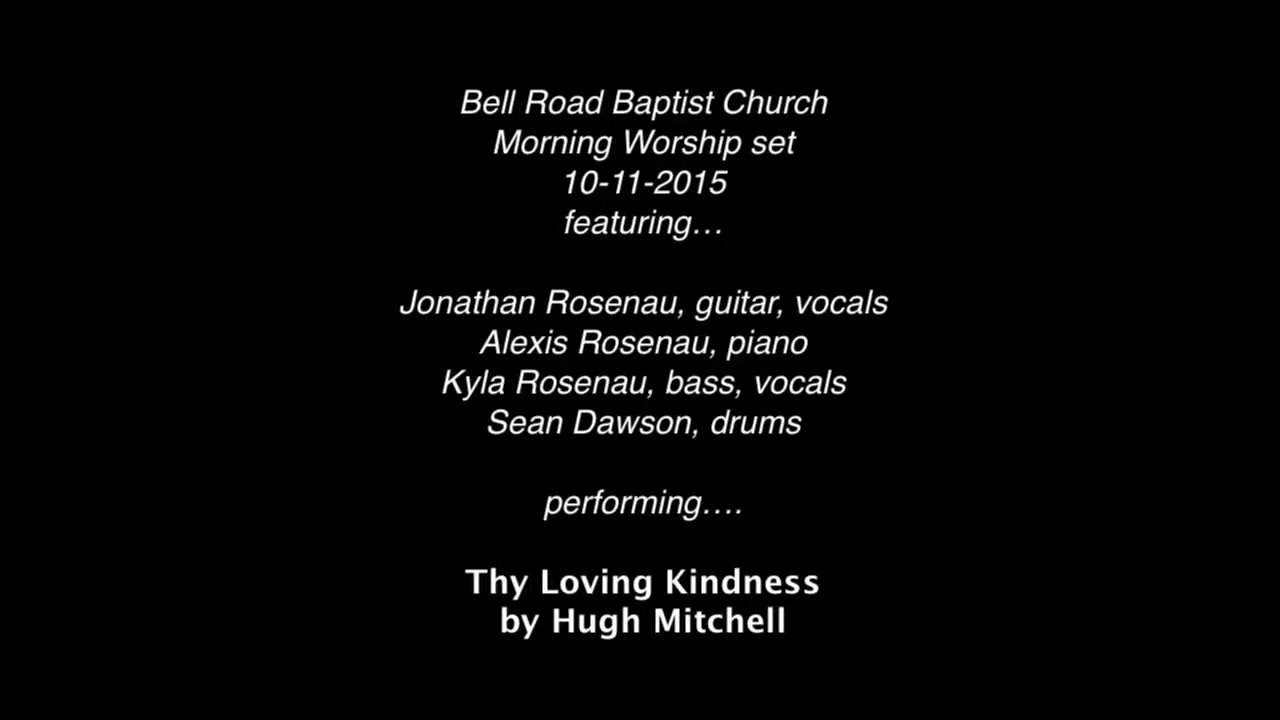 Bell Road Baptist Church
Morning Worship set
10-11-2015
featuring…
Jonathan Rosenau, guitar, vocals
Alexis Rosenau, piano
Kyla Rosenau, bass, vocals
Sean Dawson, drums
performing….
Thy Loving Kindness
by Hugh Mitchell